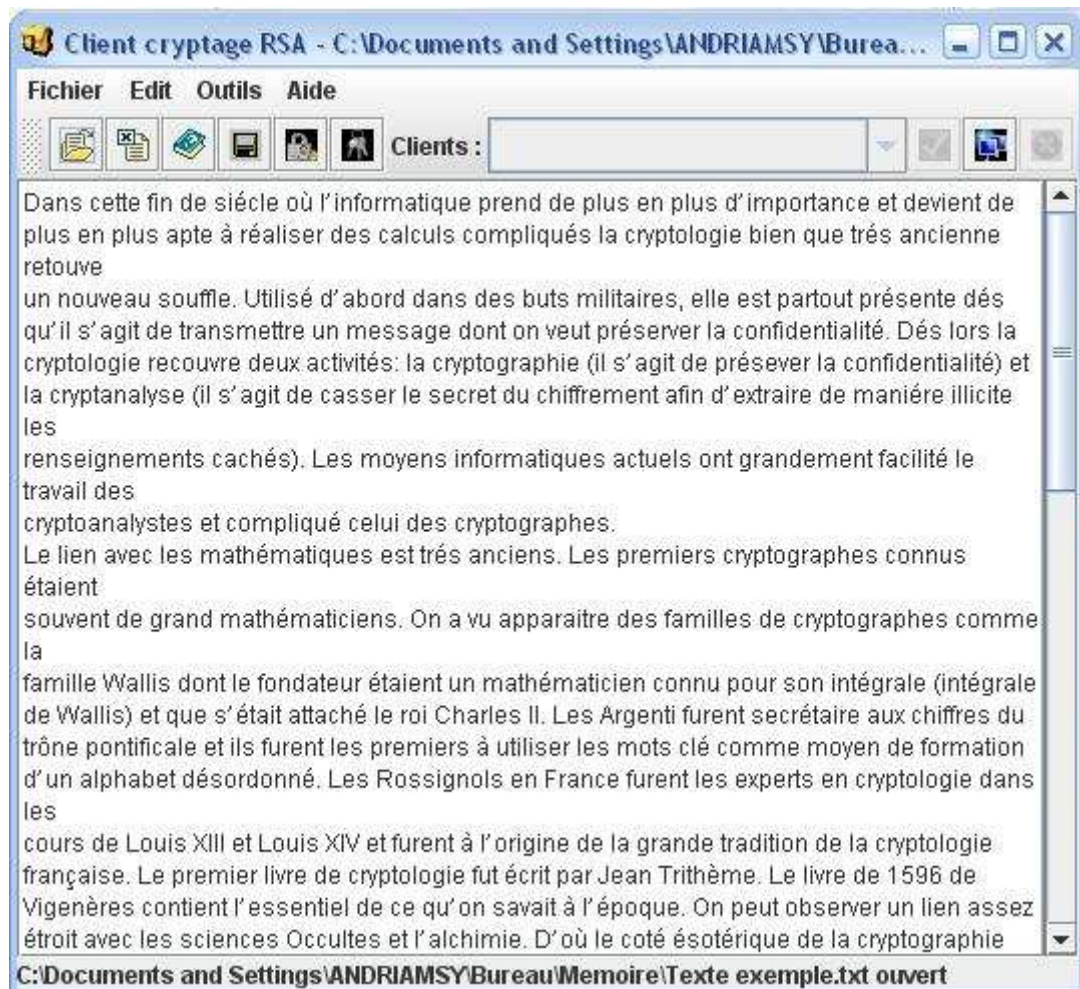 Client cryptage RSA - C:\Documents and Settings\ANDRIAMSY\Burea...
Fichier Edit Outils Aide
Clients :
Dans cette fin de siécle où l'informatique prend de plus en plus d'importance et devient de
plus en plus apte à réaliser des calculs compliqués la cryptologie bien que trés ancienne
retouve
un nouveau souffle. Utilisé d'abord dans des buts militaires, elle est partout présente dés
qu'il s'agit de transmettre un message dont on veut préserver la confidentialité. Dés lors la
cryptologie recouvre deux activités: la cryptographie (il s'agit de présever la confidentialité) et
la cryptanalyse (il s'agit de casser le secret du chiffrement afin d'extraire de maniére illicite
les
renseignements cachés). Les moyens informatiques actuels ont grandement facilité le
travail des
cryptoanalystes et compliqué celui des cryptographes.
Le lien avec les mathématiques est trés anciens. Les premiers cryptographes connus
étaient
souvent de grand mathématiciens. On a vu apparaitre des familles de cryptographes comme
la
famille Wallis dont le fondateur étaient un mathématicien connu pour son intégrale (intégrale
de Wallis) et que s'était attaché le roi Charles II. Les Argenti furent secrétaire aux chiffres du
trône pontificale et ils furent les premiers à utiliser les mots clé comme moyen de formation
d'un alphabet désordonné. Les Rossignols en France furent les experts en cryptologie dans
les
cours de Louis XIII et Louis XIV et furent à l'origine de la grande tradition de la cryptologie
française. Le premier livre de cryptologie fut écrit par Jean Trithème. Le livre de 1596 de
Vigenères contient l'essentiel de ce qu'on savait à l'époque. On peut observer un lien assez
étroit avec les sciences Occultes et l'alchimie. D'où le coté ésotérique de la cryptographie
C:\Documents and Settings\ANDRIAMSY\Bureau\Memoire\Texte exemple.txt ouvert